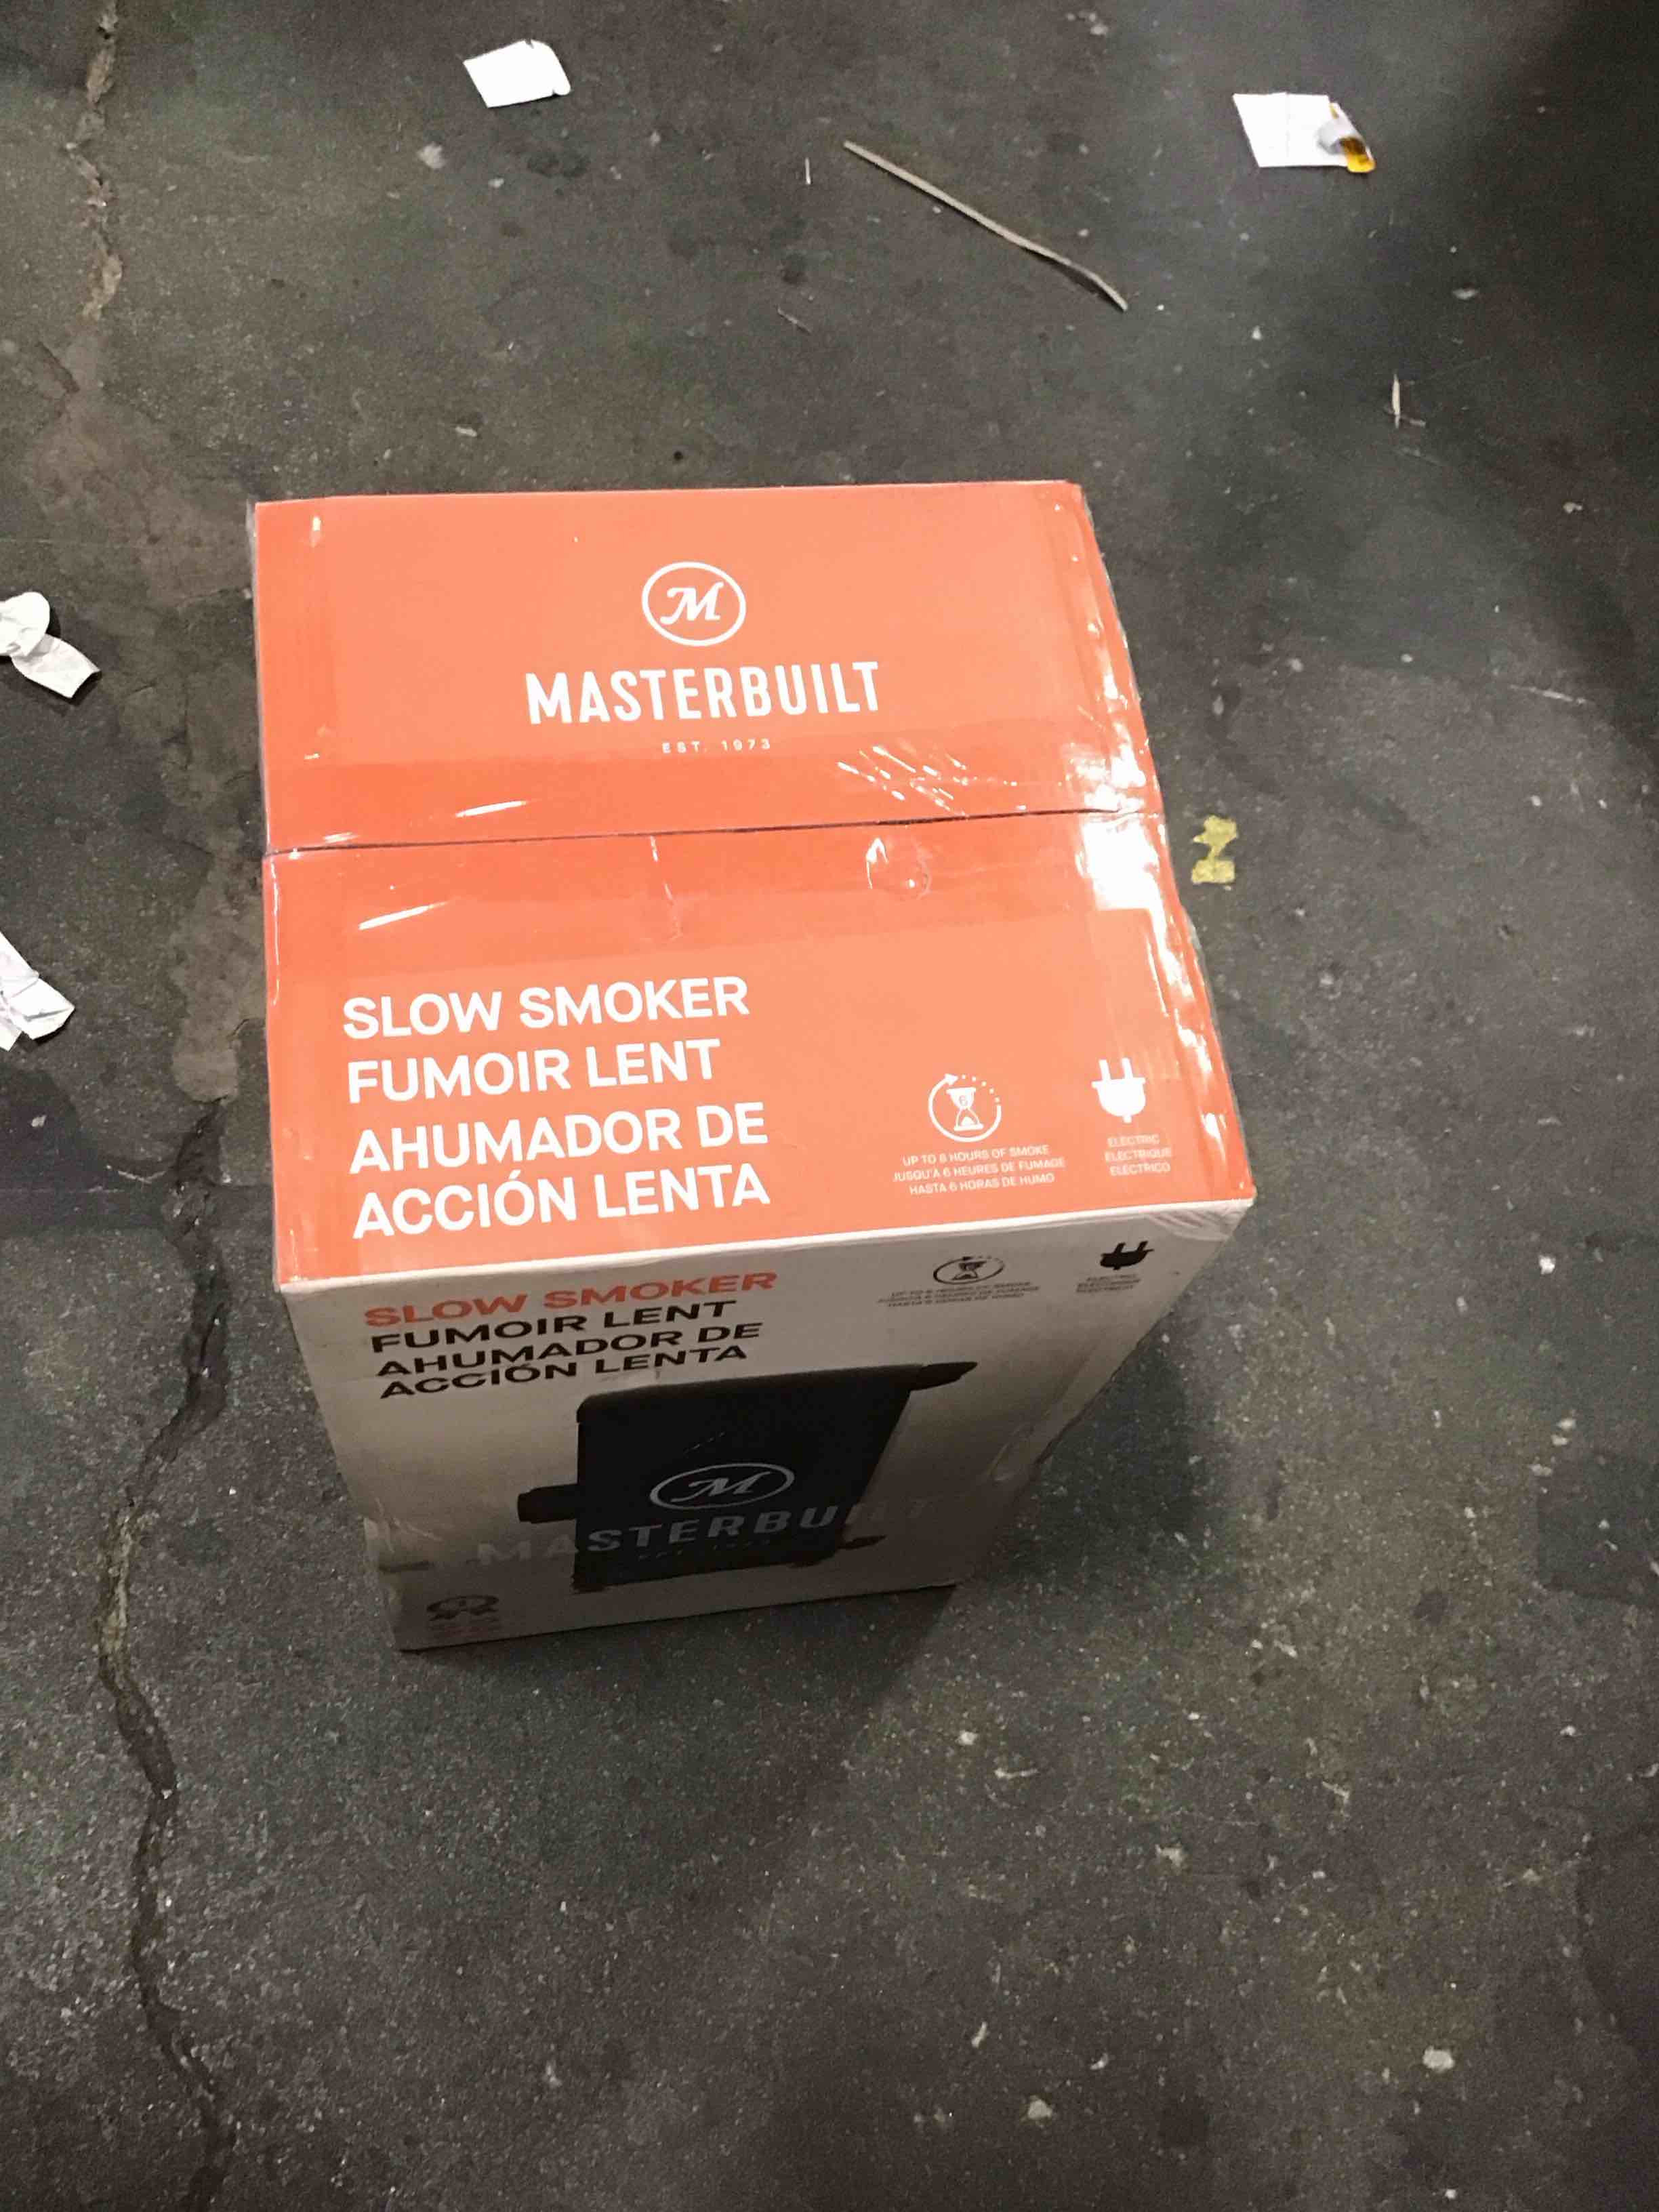 M
MASTERBUILT
EST. 1973
SLOW SMOKER
FUMOIR LENT
AHUMADOR DE
ACCIÓN LENTA
6
UP TO 6 HOURS OF SMOKE
JUSQU'À 6 HEURES DE FUMAGE
HASTA 6 HORAS DE HUMO
ELECTRIC
ÉLECTRIQUE
ELÉCTRICO
SLOW SMOKER
FUMOIR LENT
AHUMADOR DE
ACCIÓN LENTA
M
MASTERBUILT